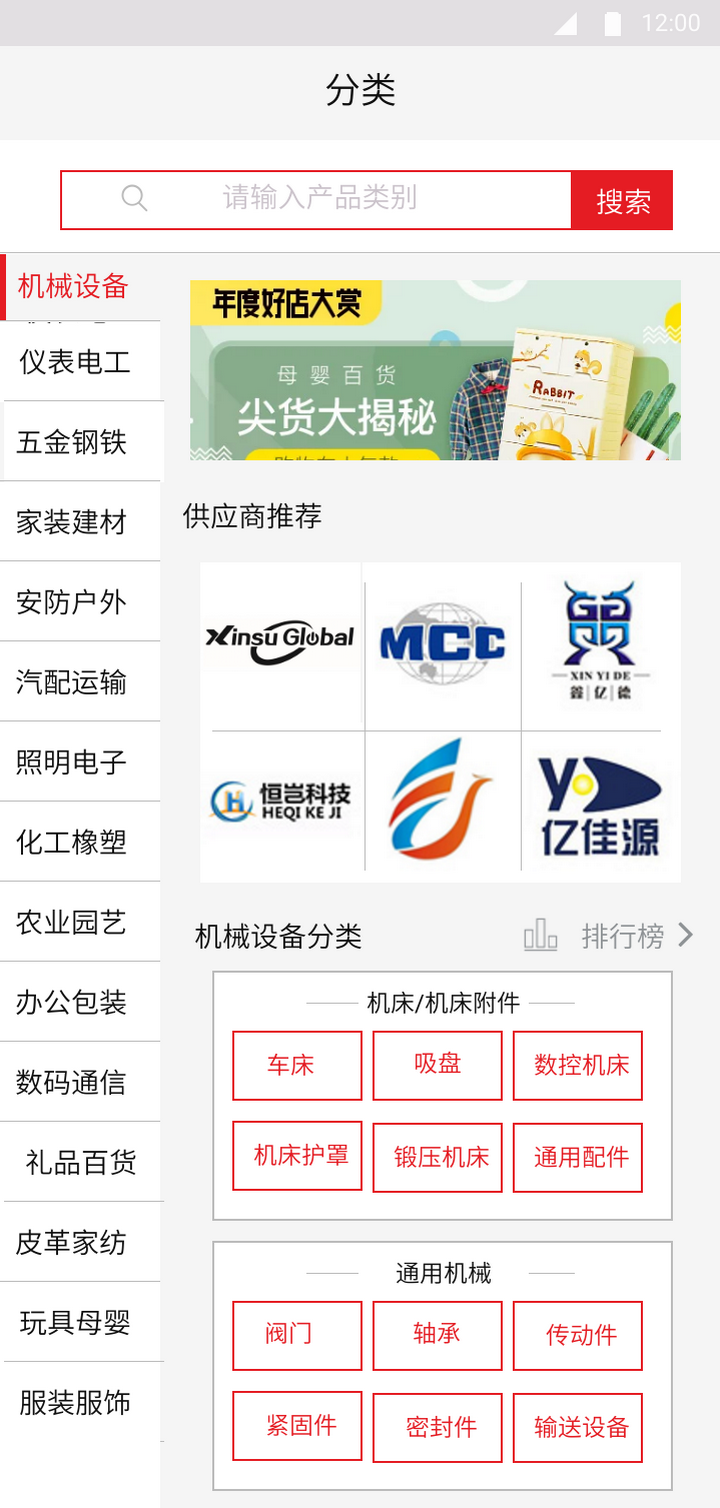 12:00
分类
请输入产品类别
搜索
机械设备
仪表电工
五金钢铁
家装建材
安防户外
汽配运输
照明电子
化工橡塑
农业园艺
办公包装
数码通信
礼品百货
皮革家纺
玩具母婴
服装服饰
年度好店大赏
母婴百货
尖货大揭秘
RABBIT
供应商推荐
Xinsu Global
MCC
XIN YI DE
鑫|亿|德
恒岂科技
HEQI KE JI
亿佳源
机械设备分类
排行榜
机床/机床附件
车床
吸盘
数控机床
机床护罩
锻压机床
通用配件
通用机械
阀门
轴承
传动件
紧固件
密封件
输送设备